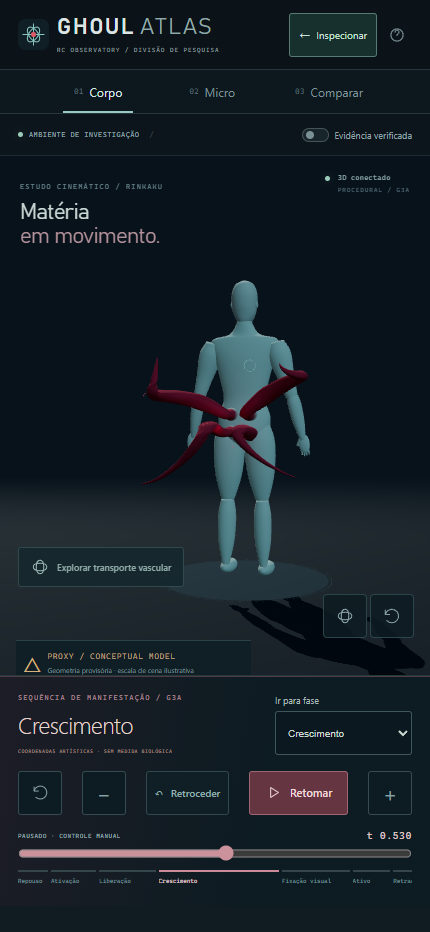 GHOUL ATLAS
RC OBSERVATORY / DIVISÃO DE PESQUISA
← Inspecionar
01 Corpo
02 Micro
03 Comparar
AMBIENTE DE INVESTIGAÇÃO /
Evidência verificada
ESTUDO CINEMÁTICO / RINKAKU
3D conectado
PROCEDURAL / G3A
Matéria
em movimento.
Explorar transporte vascular
PROXY / CONCEPTUAL MODEL
Geometria provisória · escala de cena ilustrativa
SEQUÊNCIA DE MANIFESTAÇÃO / G3A
Crescimento
COORDENADAS ARTÍSTICAS · SEM MEDIDA BIOLÓGICA
Ir para fase
Crescimento
−
↶ Retroceder
Retomar
+
PAUSADO · CONTROLE MANUAL
t 0.530
Repouso Ativação Liberação Crescimento Fixação visual Ativo Retra